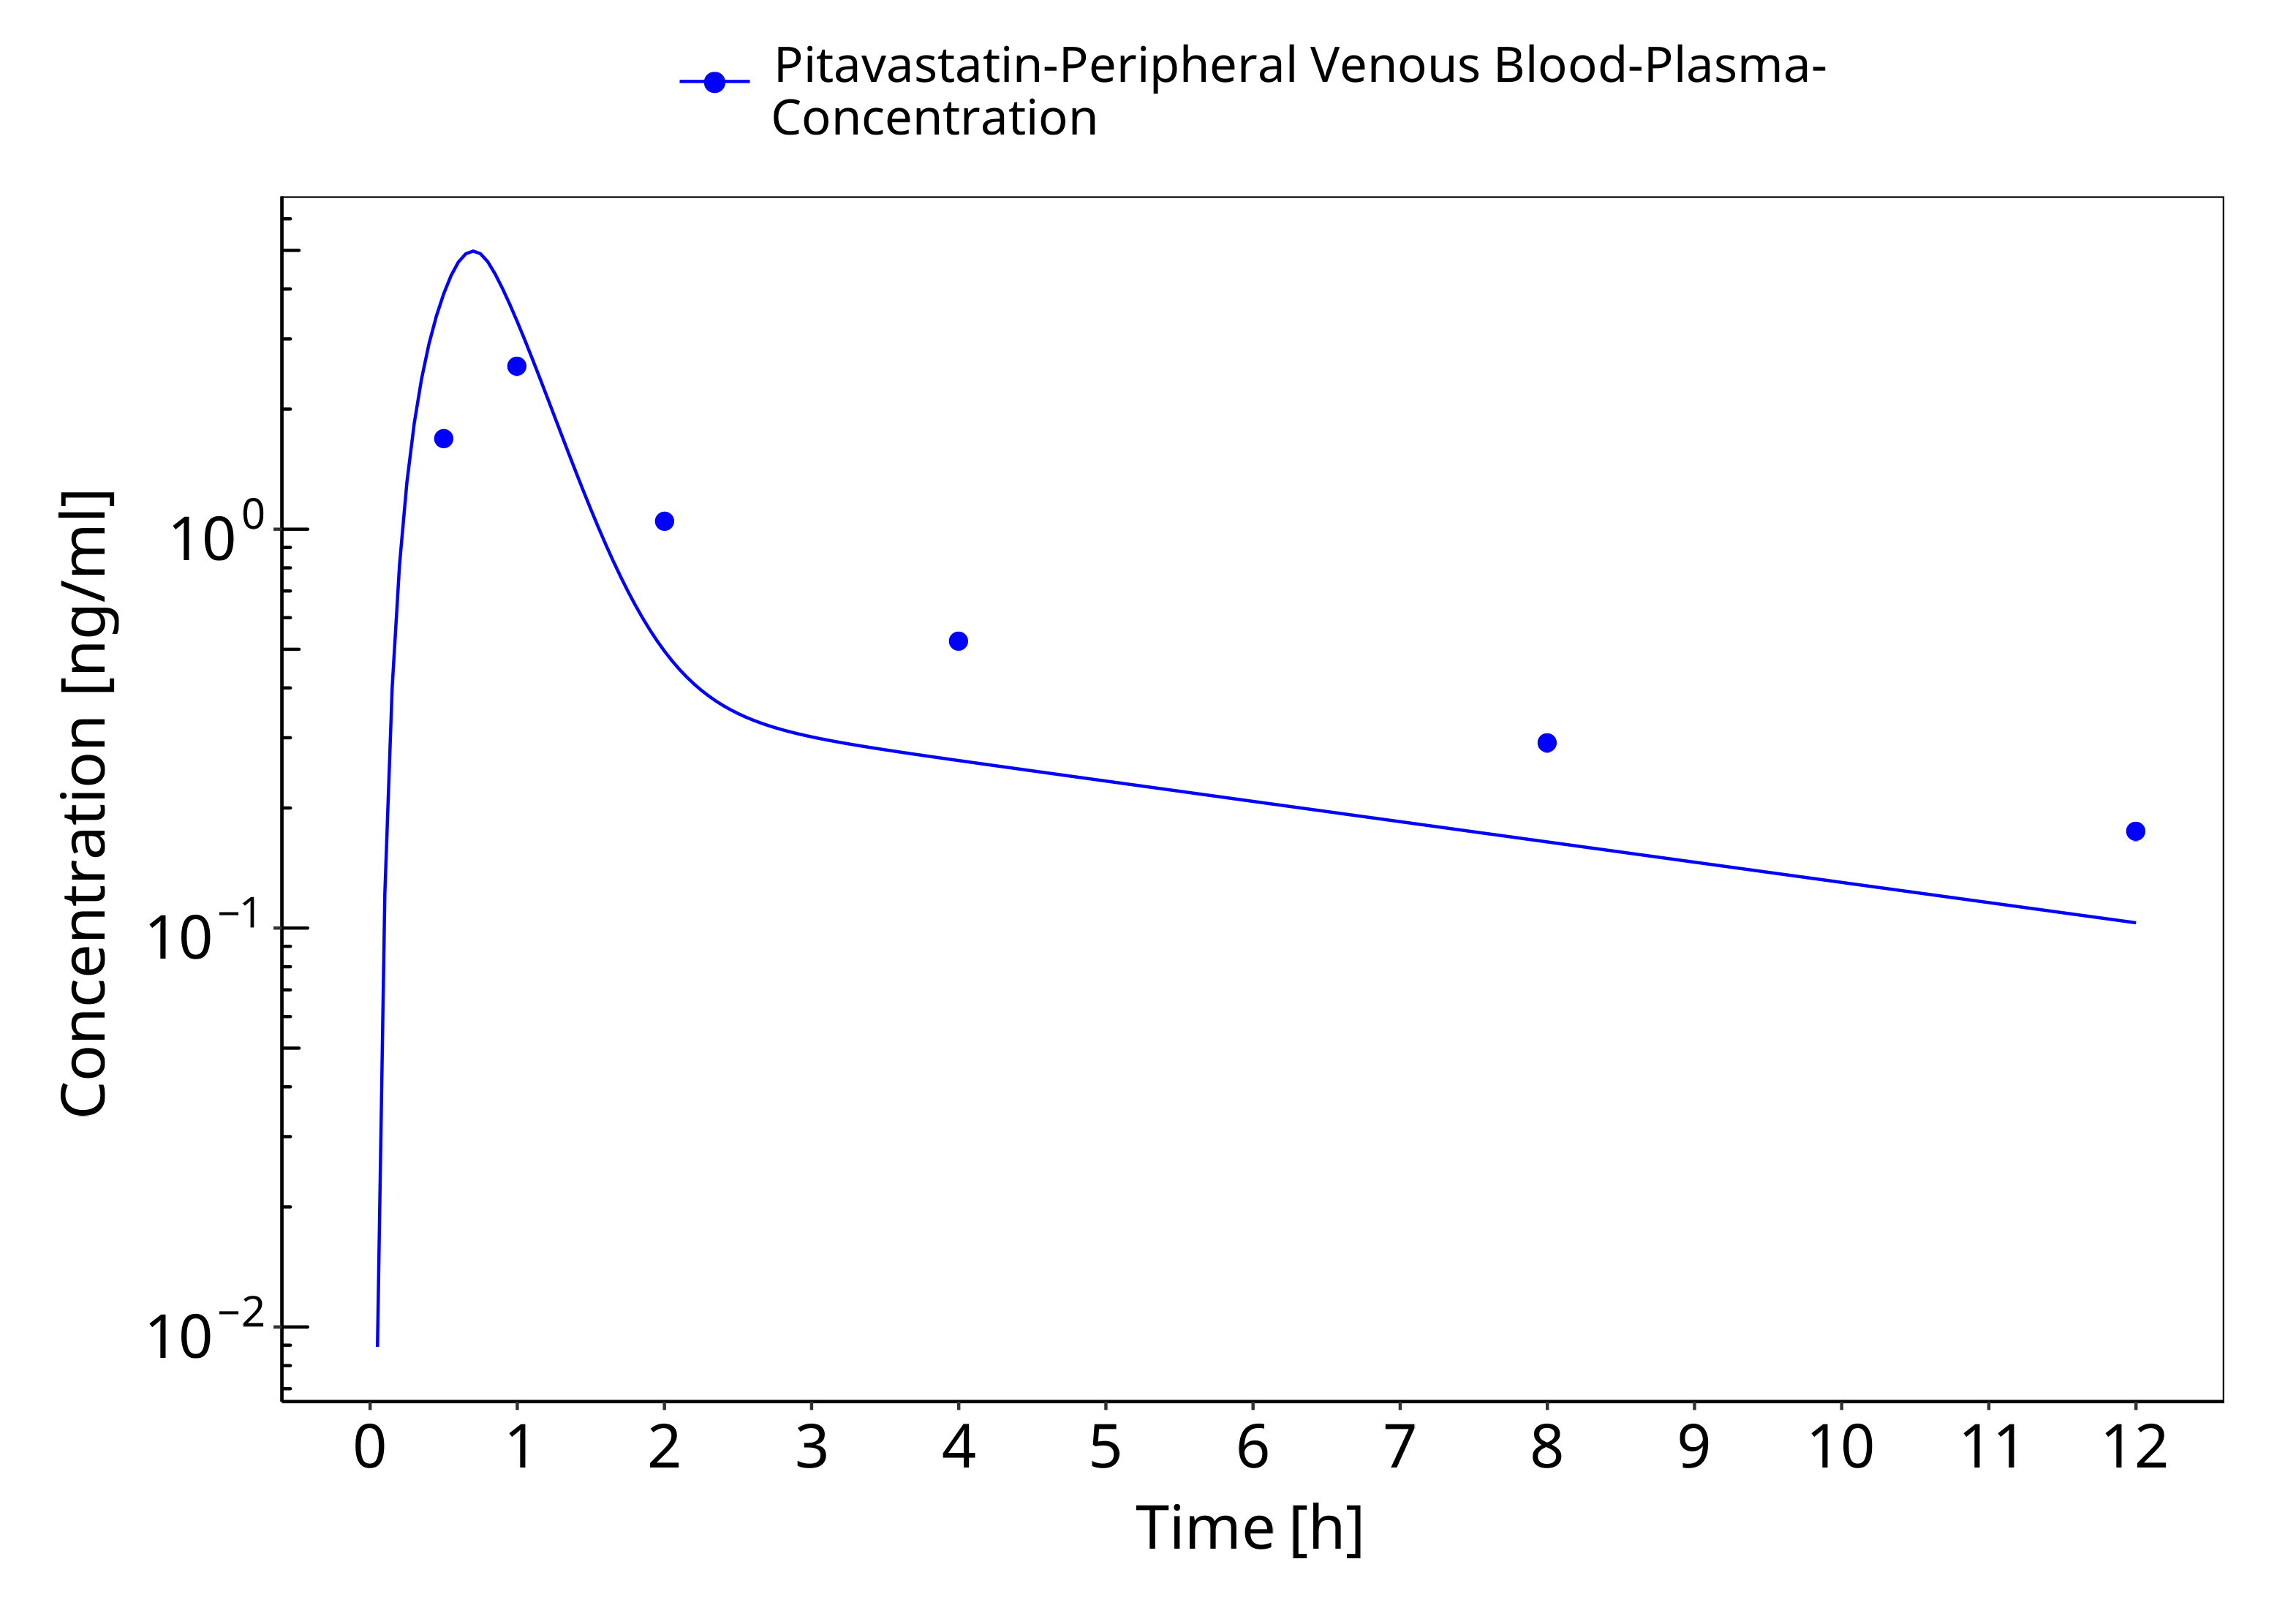 Pitavastatin-Peripheral Venous Blood-Plasma-
Concentration
Concentration [ng/ml]
10⁰
10⁻¹
10⁻²
0 1 2 3 4 5 6 7 8 9 10 11 12
Time [h]